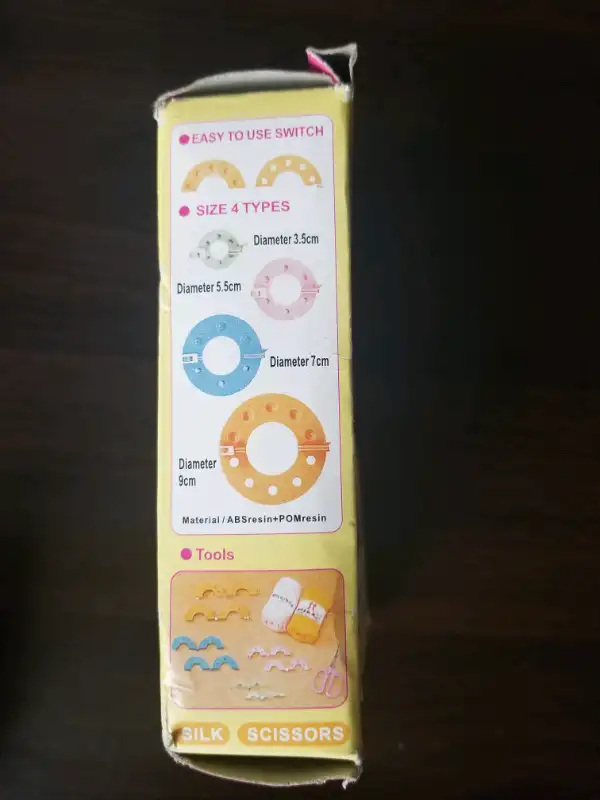 EASY TO USE SWITCH
SIZE 4 TYPES
Diameter 3.5cm
Diameter 5.5cm
Diameter 7cm
Diameter
9cm
Material / ABSresin+POMresin
Tools
SILK SCISSORS